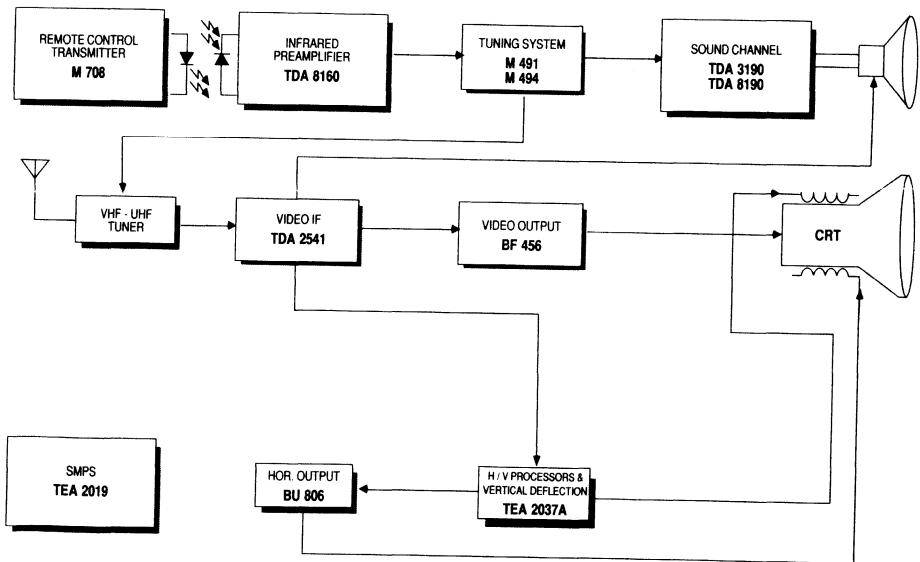 REMOTE CONTROL
TRANSMITTER
M 708
INFRARED
PREAMPLIFIER
TDA 8160
TUNING SYSTEM
M 491
M 494
SOUND CHANNEL
TDA 3190
TDA 8190
VHF - UHF
TUNER
VIDEO IF
TDA 2541
VIDEO OUTPUT
BF 456
CRT
SMPS
TEA 2019
HOR. OUTPUT
BU 806
H / V PROCESSORS &
VERTICAL DEFLECTION
TEA 2037A